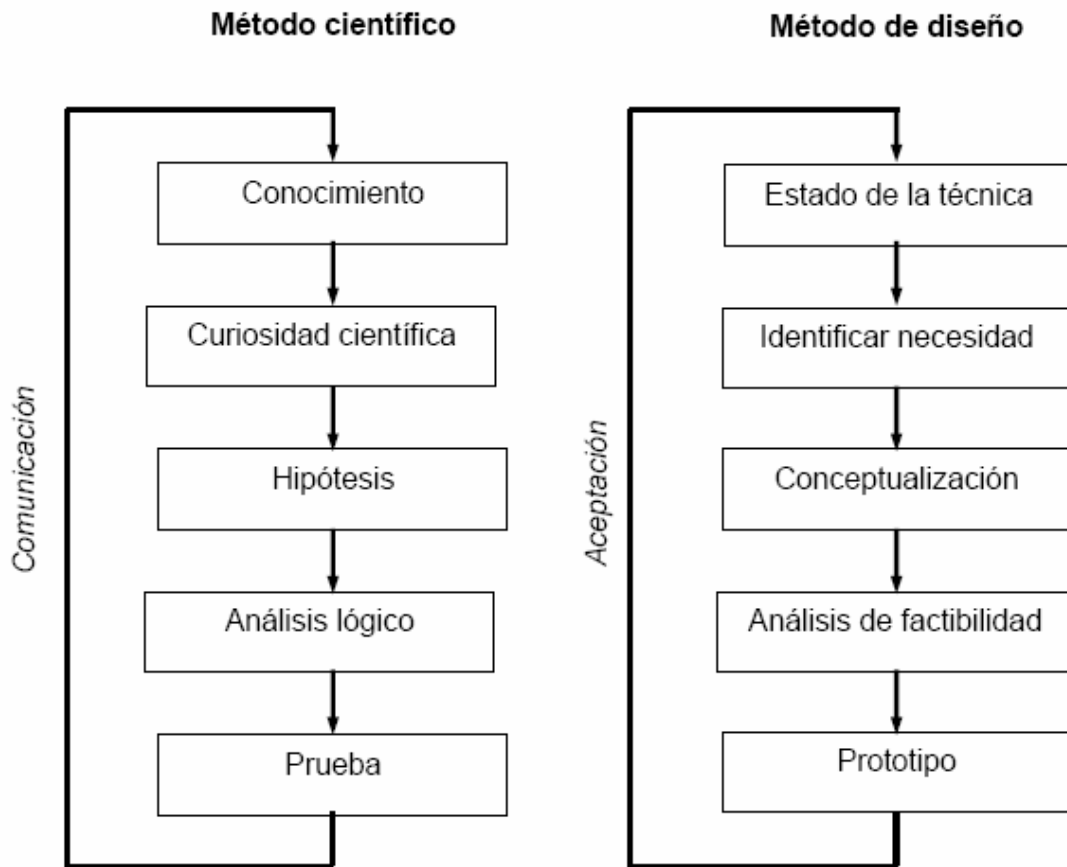 Método científico
Conocimiento
Curiosidad científica
Hipótesis
Análisis lógico
Prueba
Comunicación
Método de diseño
Estado de la técnica
Identificar necesidad
Conceptualización
Análisis de factibilidad
Prototipo
Aceptación